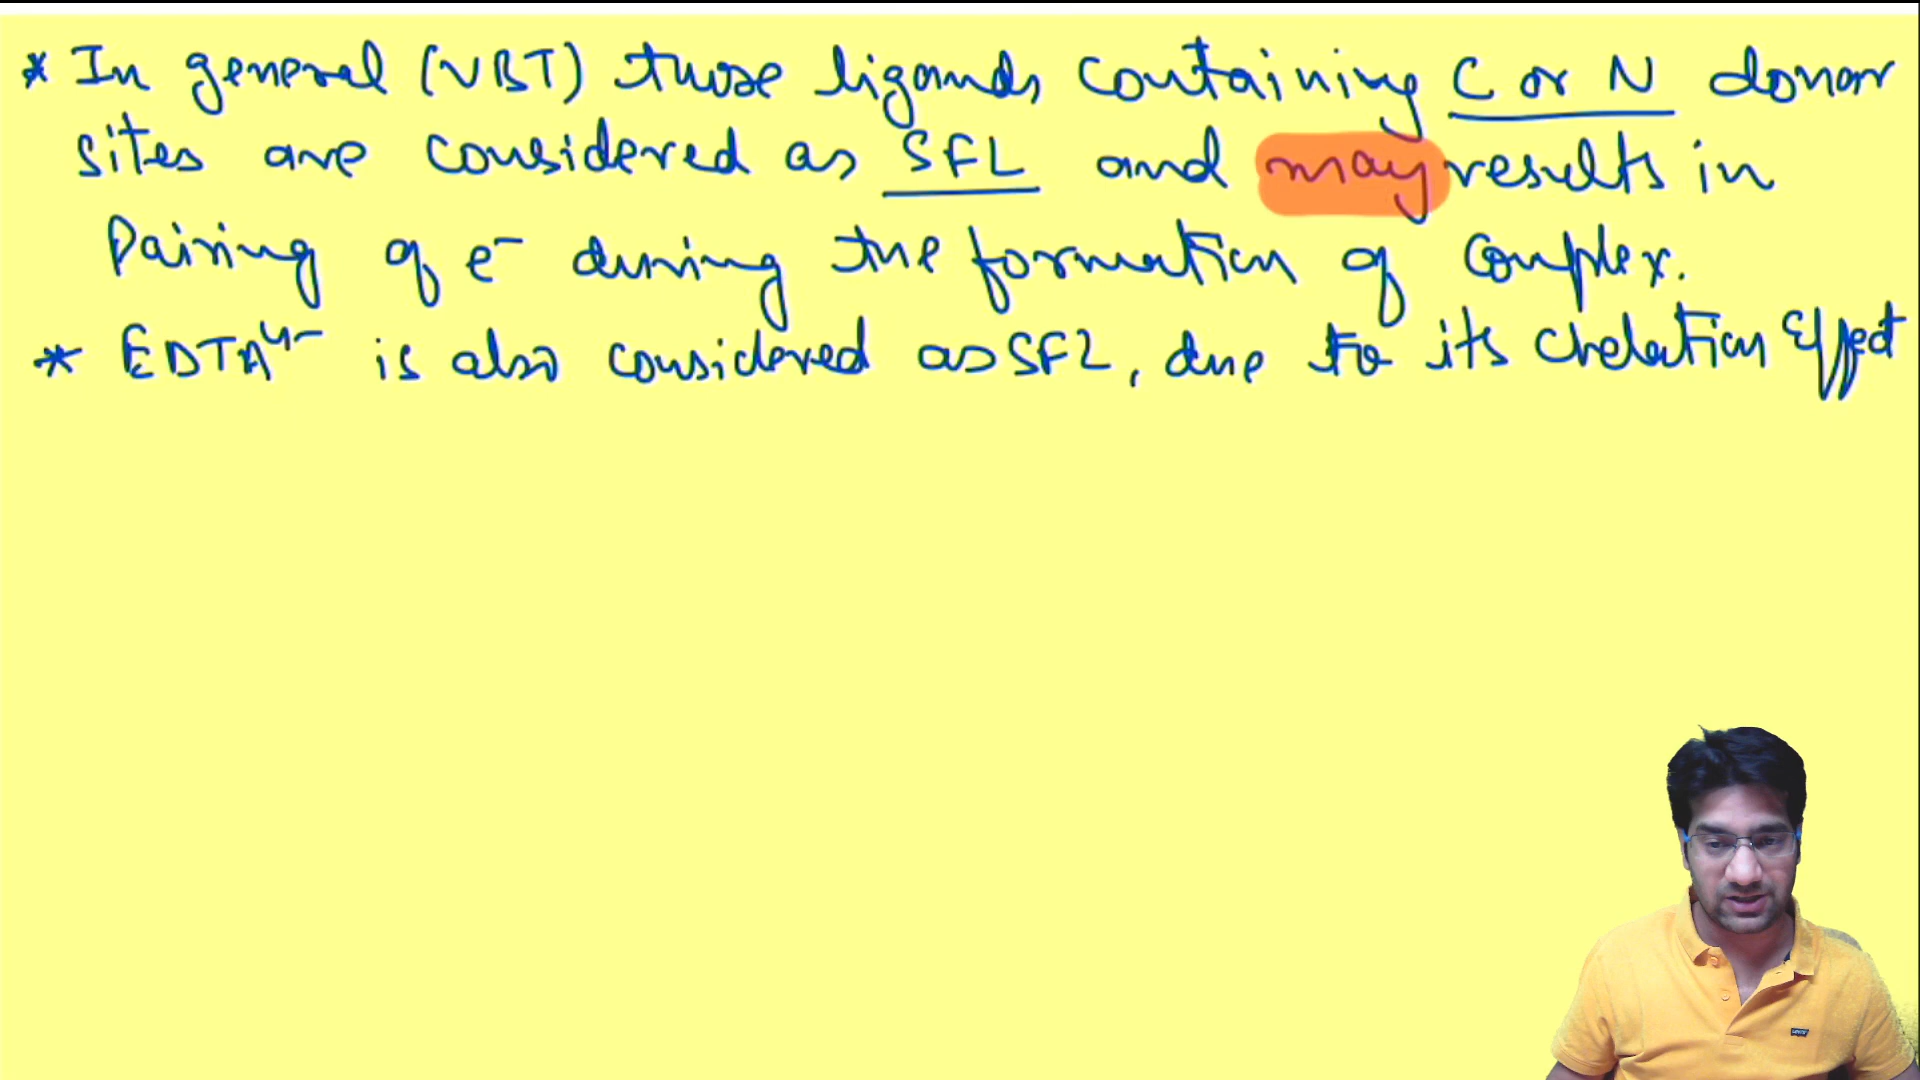 * In general (VBT) those ligands containing C or N donor
sites are considered as SFL and may results in
Pairing of e⁻ during the formation of complex.
* EDTA⁴⁻ is also considered as SFL, due to its chelation Effect